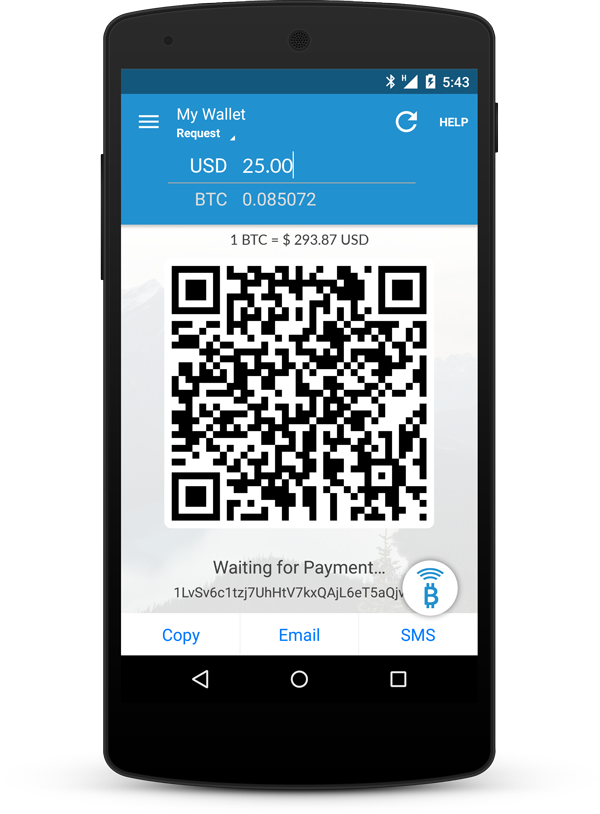 H 5:43
My Wallet
Request
HELP
USD 25.00
BTC 0.085072
1 BTC = $ 293.87 USD
Waiting for Payment...
1LvSv6c1tzj7UhHtV7kxQAjL6eT5aQjv
Copy Email SMS